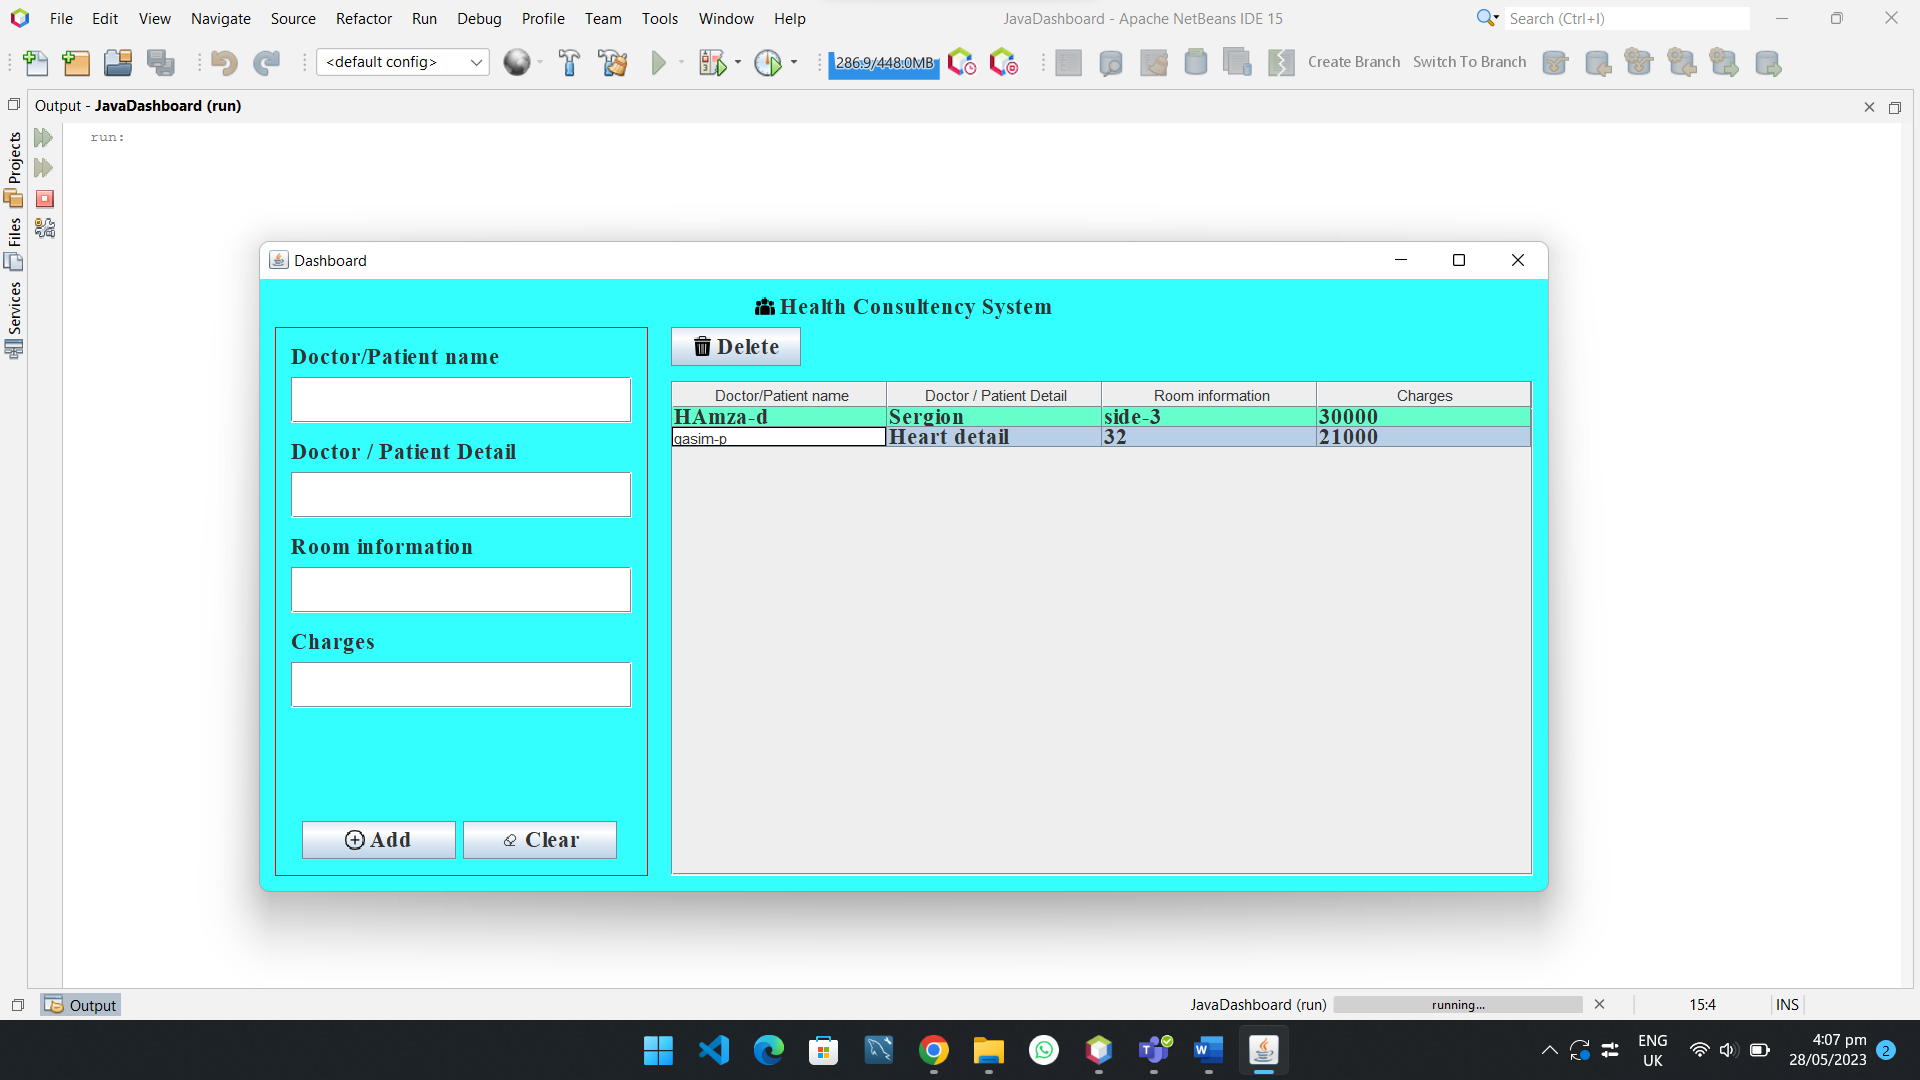 File Edit View Navigate Source Refactor Run Debug Profile Team Tools Window Help JavaDashboard - Apache NetBeans IDE 15 Search (Ctrl+I)
<default config> 286.9/448.0MB Create Branch Switch To Branch
Output - JavaDashboard (run)
run:
Projects
Files
Services
Dashboard
Health Consultency System
Doctor/Patient name
Doctor / Patient Detail
Room information
Charges
Add Clear
Delete
Doctor/Patient name Doctor / Patient Detail Room information Charges
HAmza-d Sergion side-3 30000
qasim-p Heart detail 32 21000
Output JavaDashboard (run) running... 15:4 INS
ENG
UK
4:07 pm
28/05/2023
2